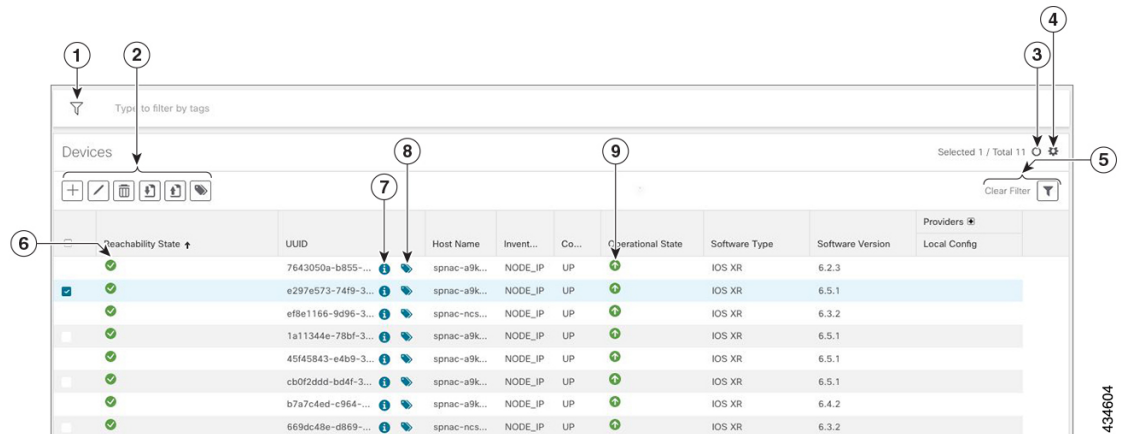 4
1 2 3
Type to filter by tags
Devices 8 9 Selected 1 / Total 11 5
7 Clear Filter
Providers
6 Reachability State UUID Host Name Invent... Co... Operational State Software Type Software Version Local Config
7643050a-b855-... spnac-a9k... NODE_IP UP IOS XR 6.2.3
e297e573-74f9-3... spnac-a9k... NODE_IP UP IOS XR 6.5.1
ef8e1166-9d96-3... spnac-ncs... NODE_IP UP IOS XR 6.3.2
1a11344e-78bf-3... spnac-a9k... NODE_IP UP IOS XR 6.5.1
45f45843-e4b9-3... spnac-a9k... NODE_IP UP IOS XR 6.5.1
cb0f2ddd-bd4f-3... spnac-a9k... NODE_IP UP IOS XR 6.5.1
b7a7c4ed-c964-... spnac-a9k... NODE_IP UP IOS XR 6.4.2
669dc48e-d869-... spnac-ncs... NODE_IP UP IOS XR 6.3.2
434604